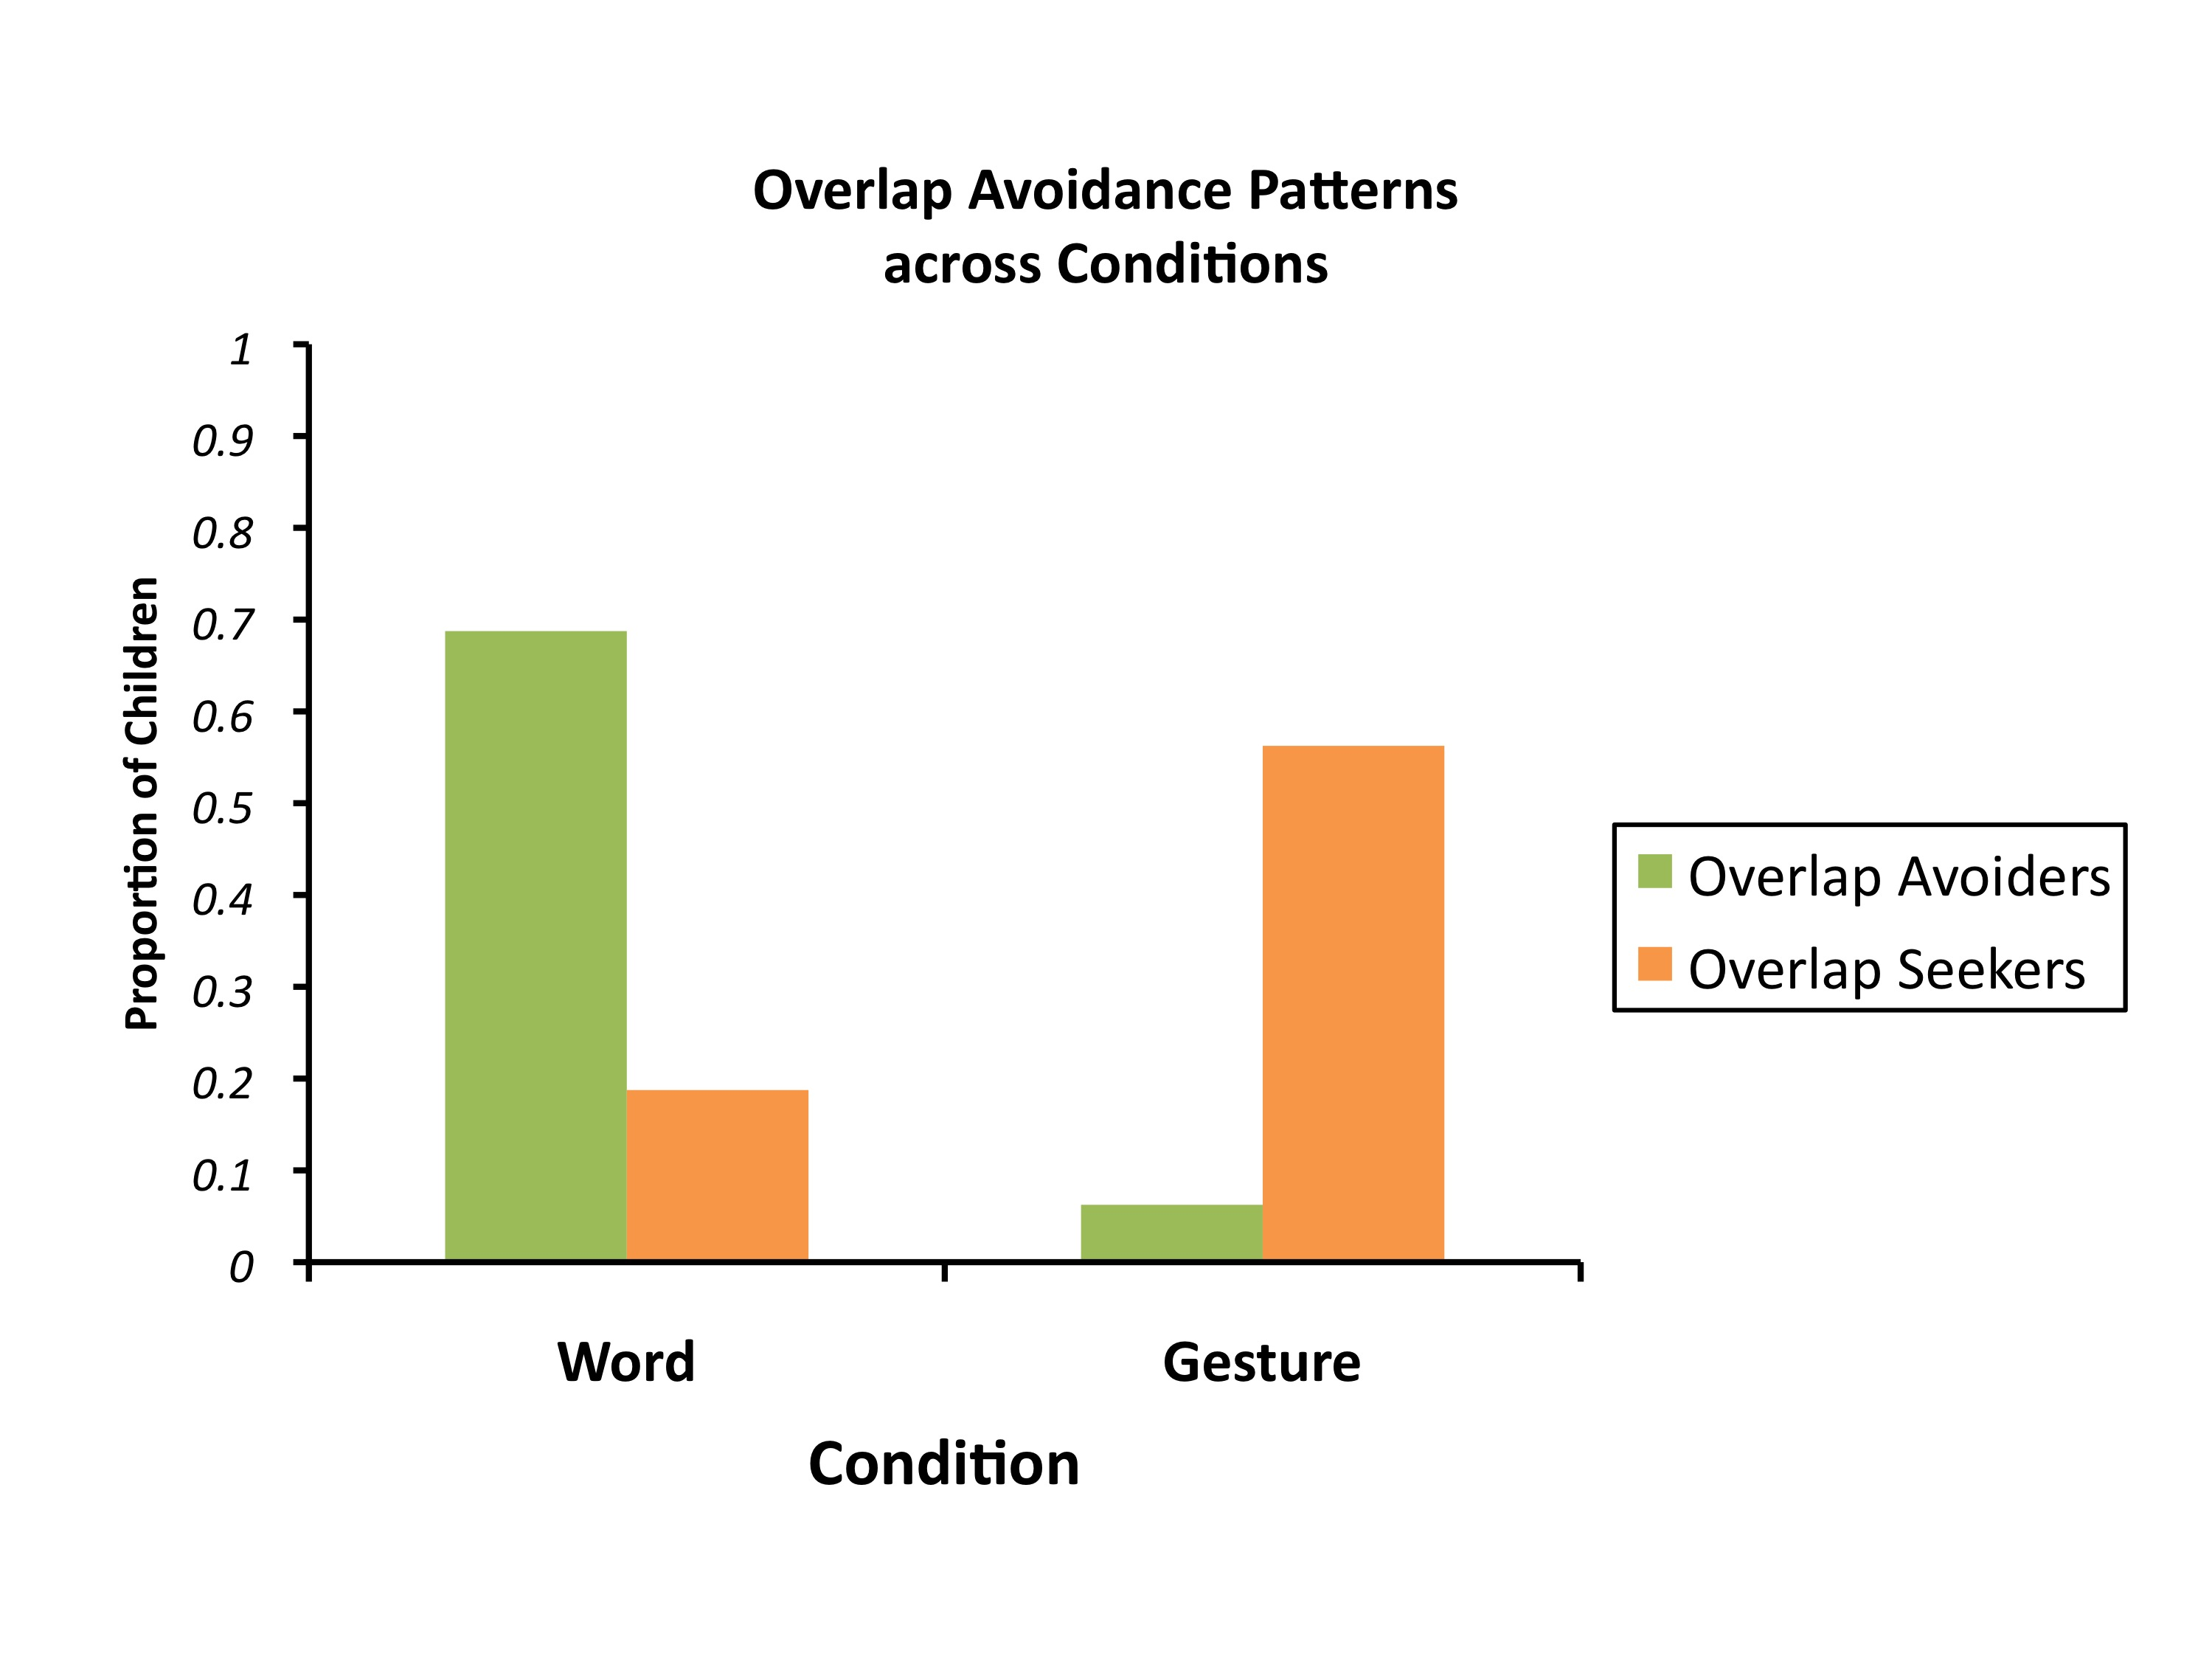 Overlap Avoidance Patterns
across Conditions
1
0.9
0.8
0.7
0.6
0.5
0.4
0.3
0.2
0.1
0
Proportion of Children
Word
Gesture
Condition
Overlap Avoiders
Overlap Seekers